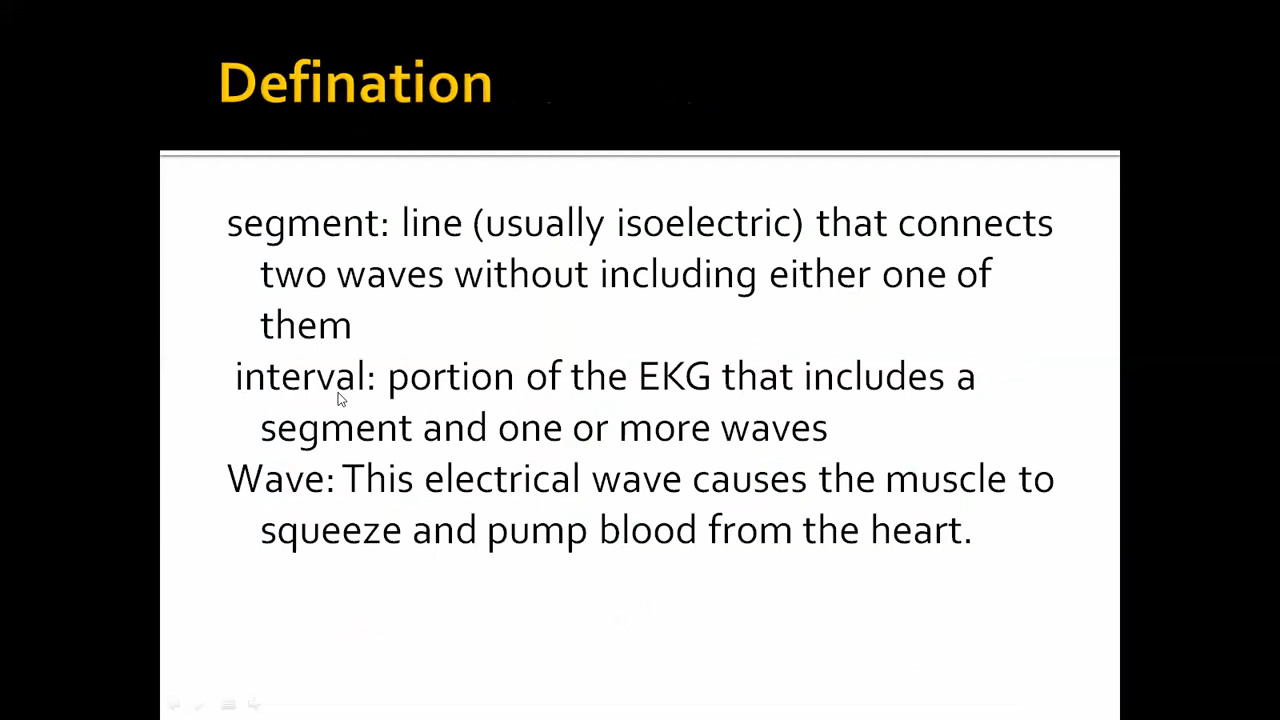 Defination
segment: line (usually isoelectric) that connects
two waves without including either one of
them
interval: portion of the EKG that includes a
segment and one or more waves
Wave: This electrical wave causes the muscle to
squeeze and pump blood from the heart.